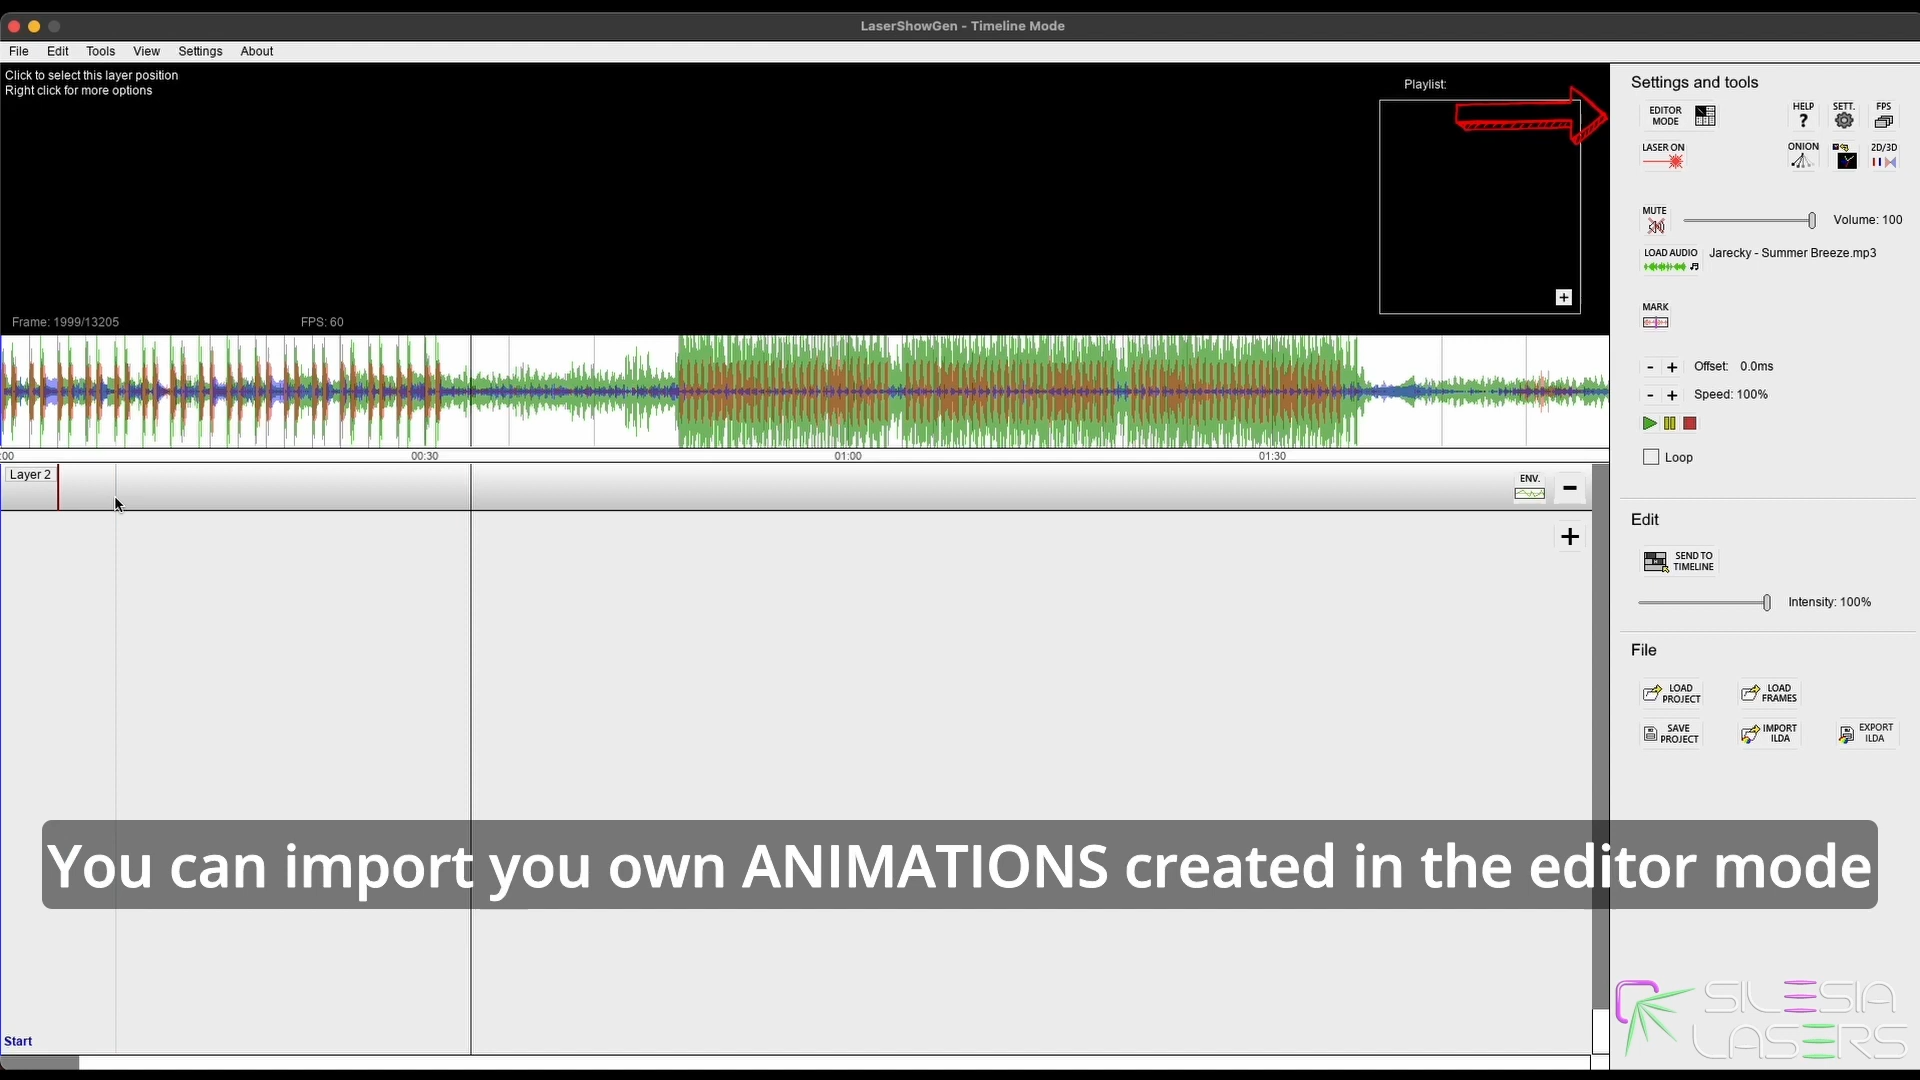 LaserShowGen - Timeline Mode
File Edit Tools View Settings About
Click to select this layer position
Right click for more options
Playlist:
+
Frame: 1999/13205
FPS: 60
:00 00:30 01:00 01:30
Layer 2
ENV.
-
+
Start
Settings and tools
EDITOR
MODE
HELP
?
SETT.
FPS
LASER ON
ONION
2D/3D
MUTE
Volume: 100
LOAD AUDIO
Jarecky - Summer Breeze.mp3
MARK
- + Offset: 0.0ms
- + Speed: 100%
Loop
Edit
SEND TO
TIMELINE
Intensity: 100%
File
LOAD
PROJECT
LOAD
FRAMES
SAVE
PROJECT
IMPORT
ILDA
EXPORT
ILDA
You can import you own ANIMATIONS created in the editor mode
SILESIA
LASERS